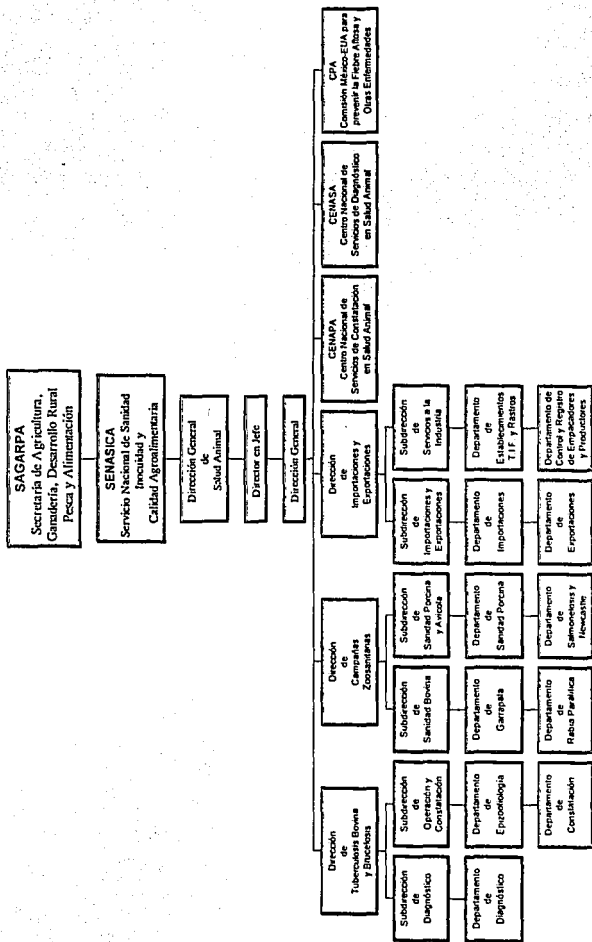 SAGARPA
Secretaría de Agricultura,
Ganadería, Desarrollo Rural
Pesca y Alimentación
SENASICA
Servicio Nacional de Sanidad
Inocuidad y
Calidad Agroalimentaria
Dirección General
de
Salud Animal
Director en Jefe
Dirección General
Dirección
de
Tuberculosis Bovina
y Brucelosis
Dirección
de
Campañas
Zoosanitarias
Dirección
de
Importaciones y
Exportaciones
CENAPA
Centro Nacional de
Servicios de Constatación
en Salud Animal
CENASA
Centro Nacional de
Servicios de Diagnóstico
en Salud Animal
CPA
Comisión México-EUA para
prevenir la Fiebre Aftosa y
Otras Enfermedades
Subdirección
de
Diagnóstico
Subdirección
de
Operación y
Constatación
Subdirección
de
Sanidad Bovina
Subdirección
de
Sanidad Porcina
y Avícola
Subdirección
de
Importaciones y
Exportaciones
Subdirección
de
Servicios a la
Industria
Departamento
de
Diagnóstico
Departamento
de
Epizootiología
Departamento
de
Garrapata
Departamento
de
Sanidad Porcina
Departamento
de
Importaciones
Departamento
de
Establecimientos
T I F y Rastros
Departamento
de
Constatación
Departamento
de
Rabia Paralítica
Departamento
de
Salmonelosis y
Newcastle
Departamento
de
Exportaciones
Departamento de
Control y Registro
de Empacadores
y Productores